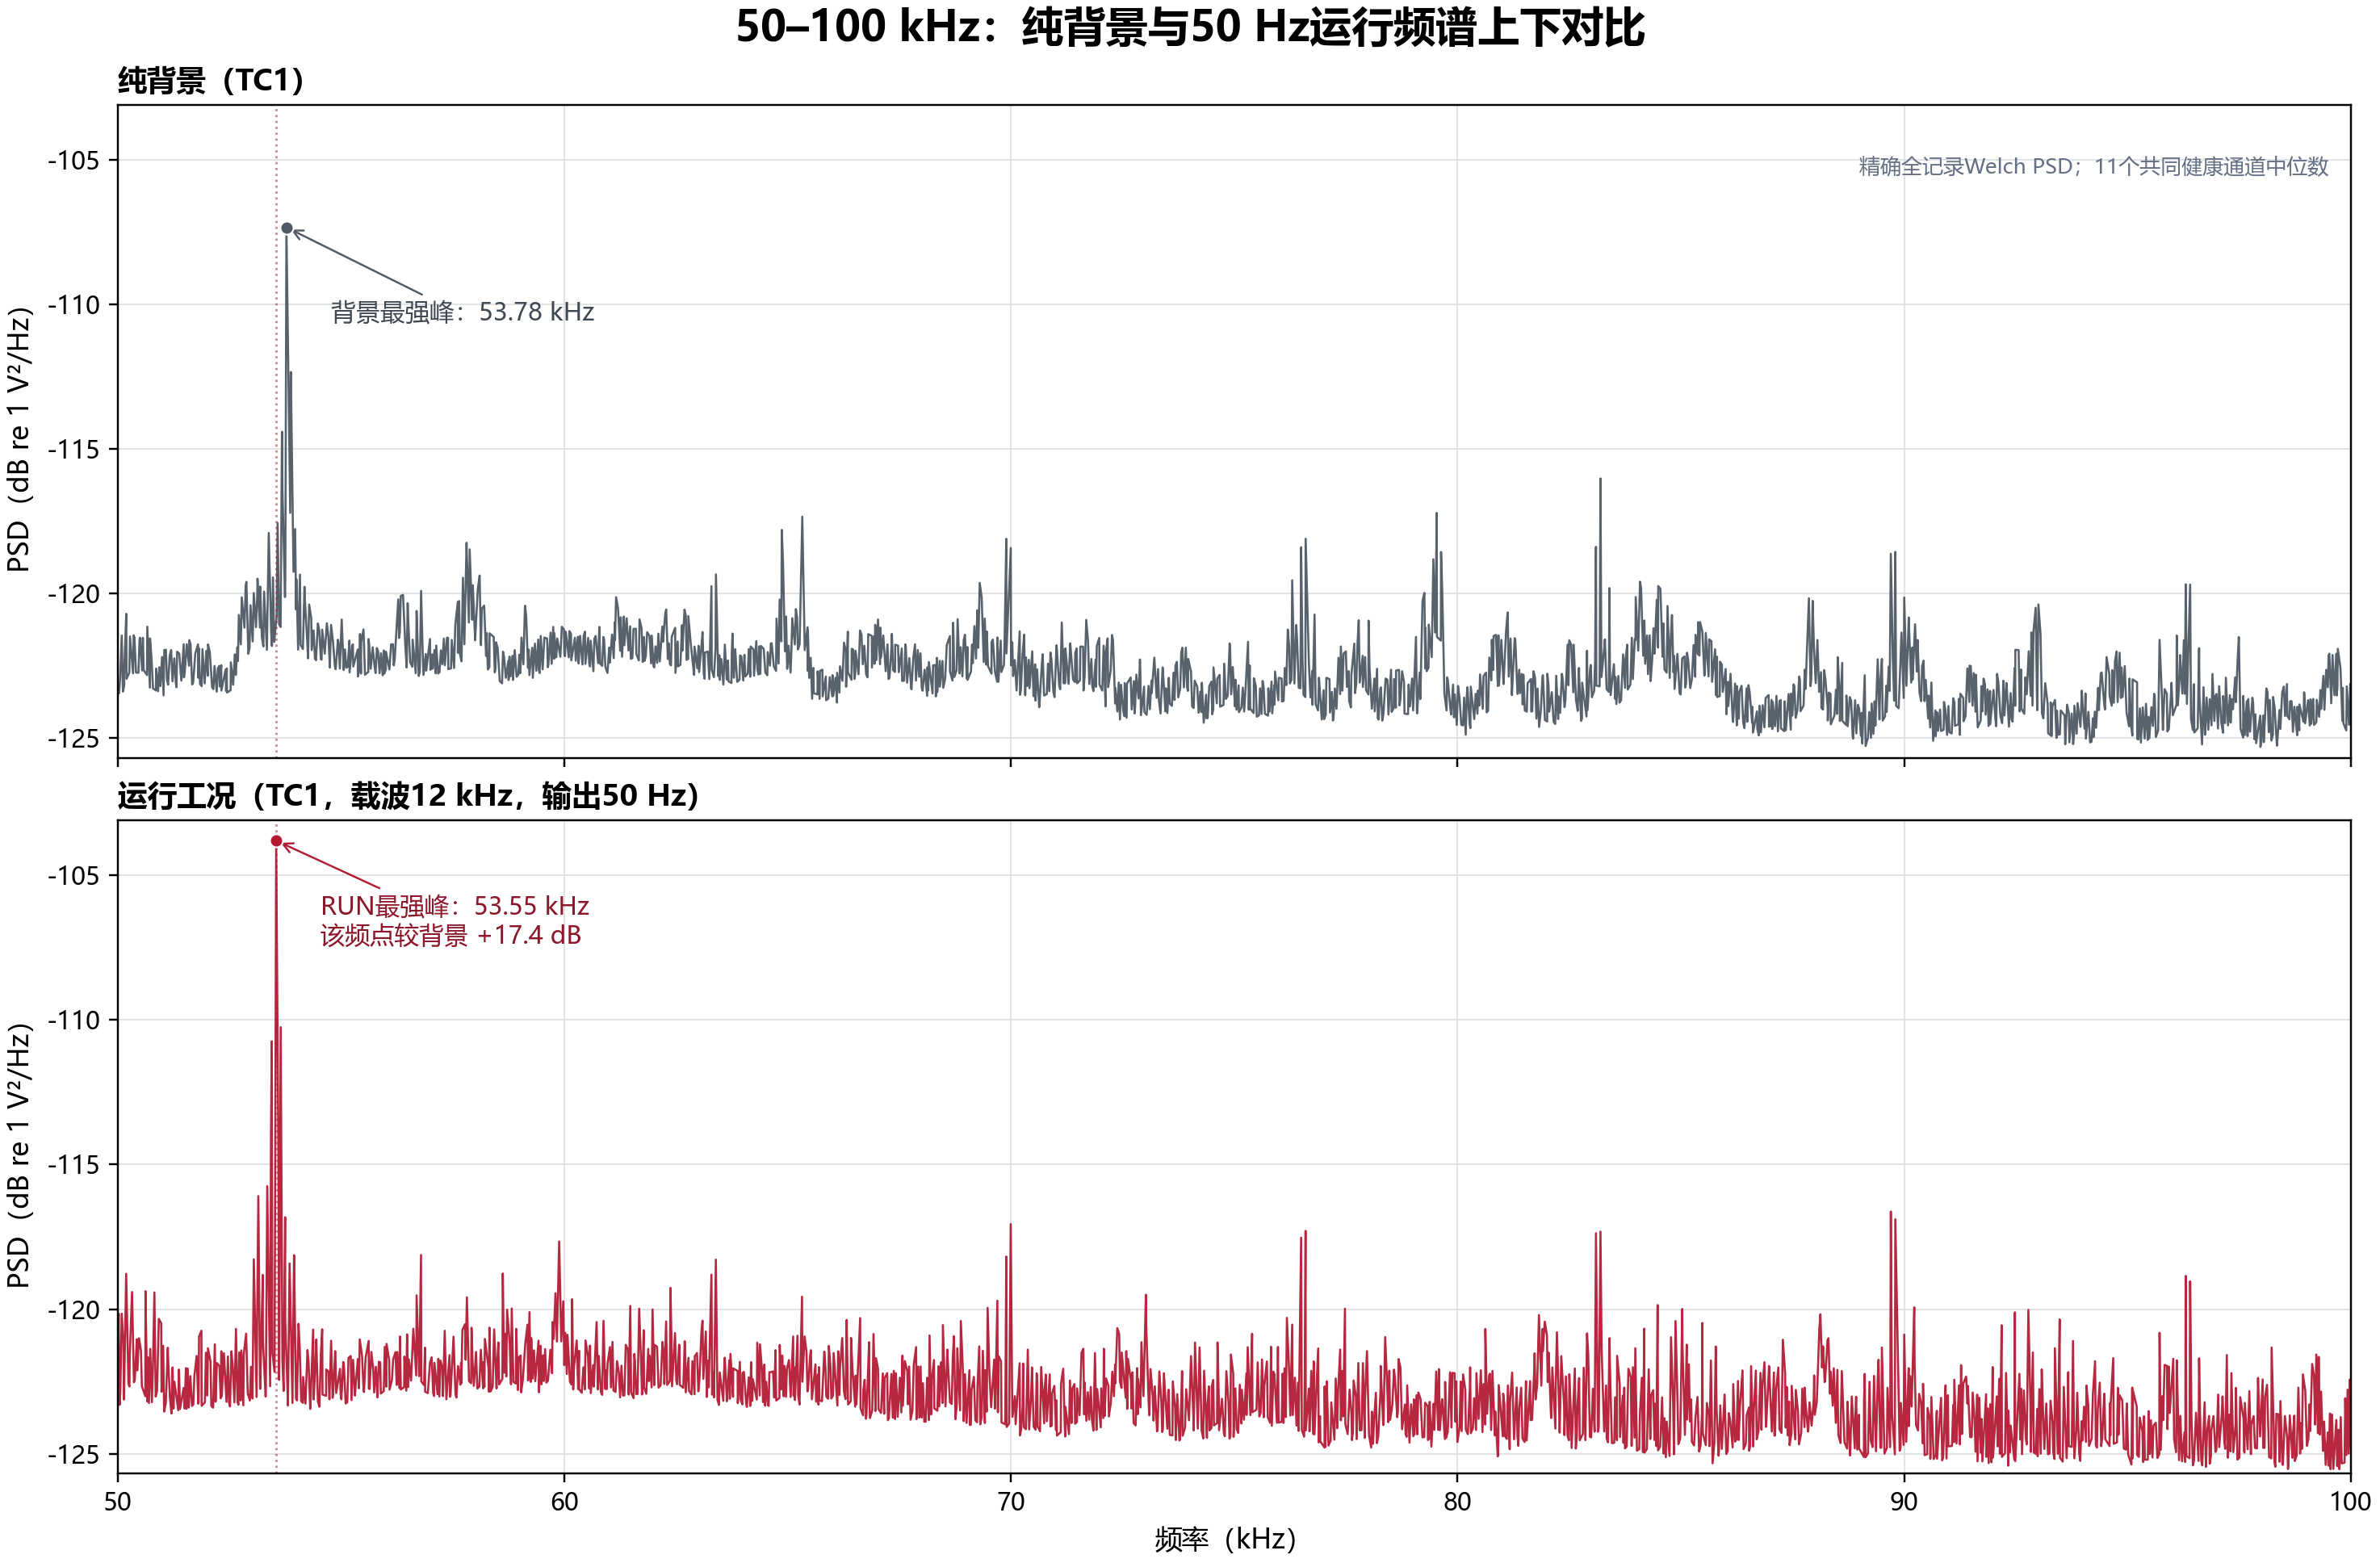 50–100 kHz：纯背景与50 Hz运行频谱上下对比
纯背景（TC1）
精确全记录Welch PSD；11个共同健康通道中位数
背景最强峰：53.78 kHz
PSD（dB re 1 V²/Hz）
-105
-110
-115
-120
-125
运行工况（TC1，载波12 kHz，输出50 Hz）
RUN最强峰：53.55 kHz
该频点较背景 +17.4 dB
PSD（dB re 1 V²/Hz）
-105
-110
-115
-120
-125
50 60 70 80 90 100
频率（kHz）